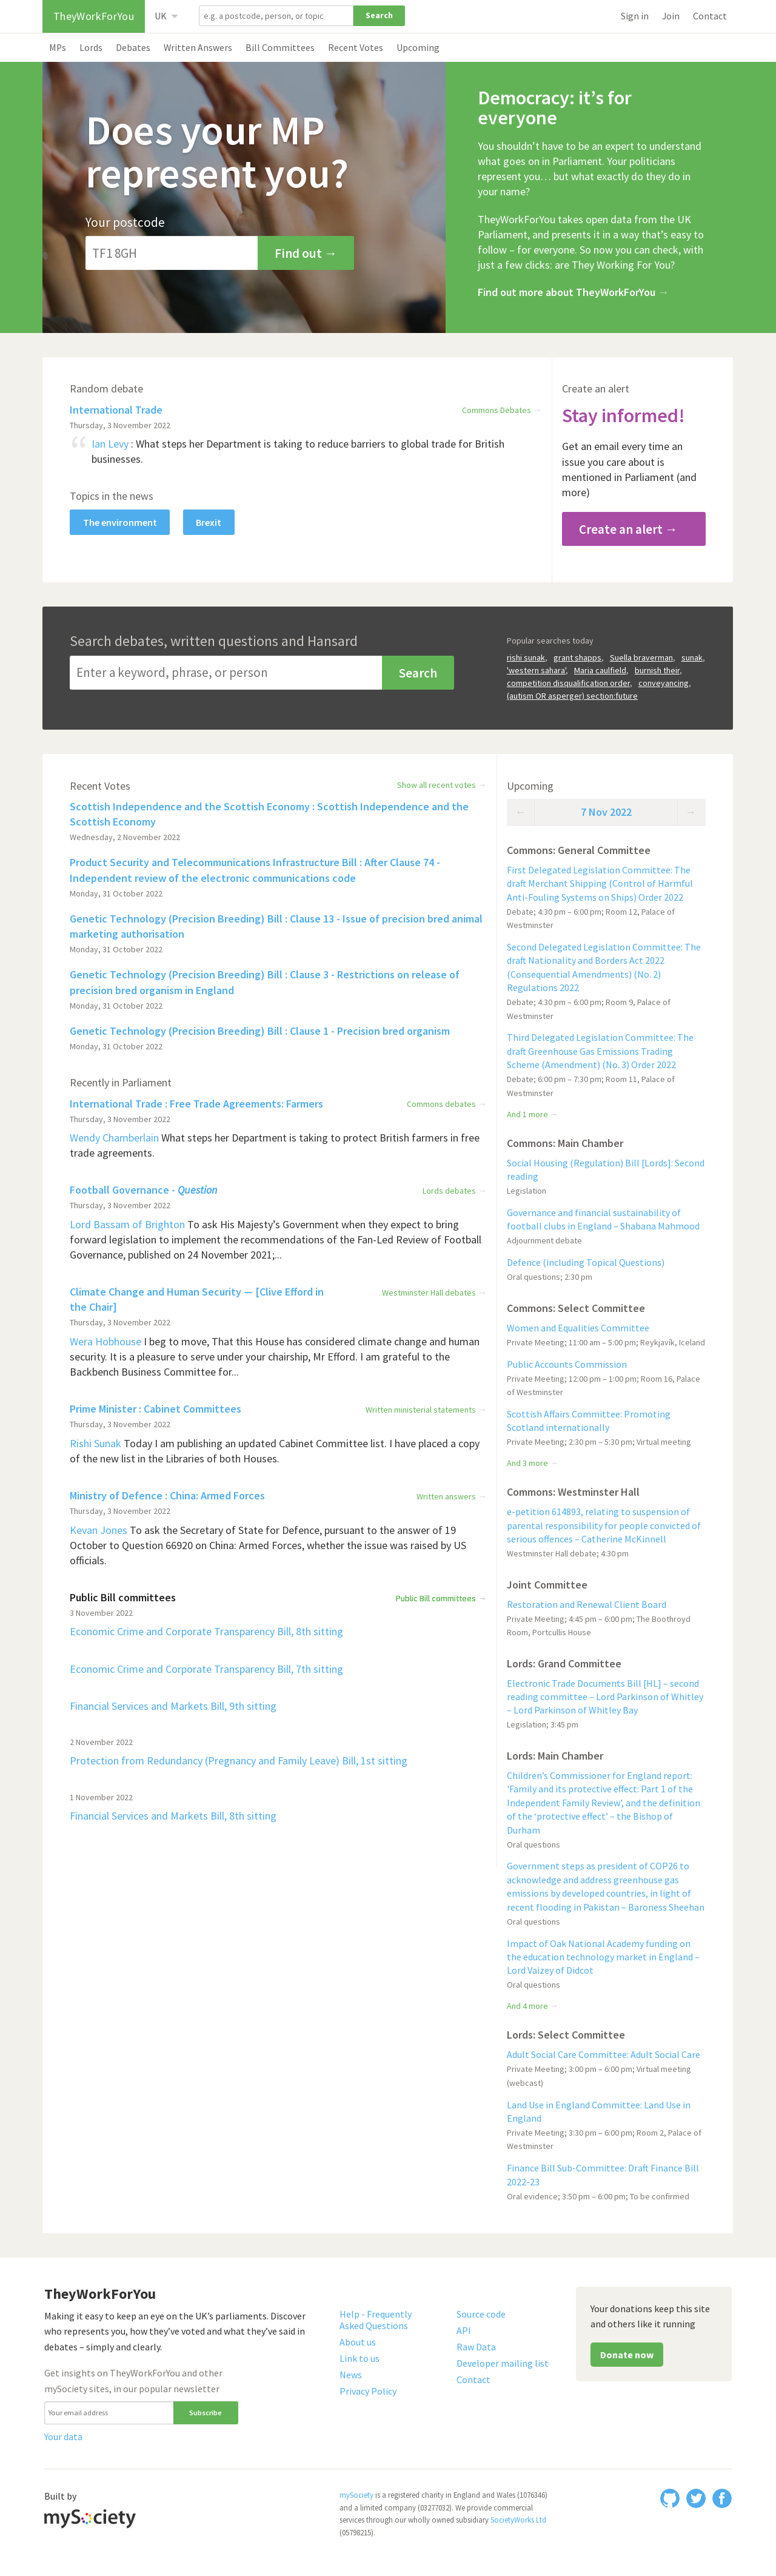 TheyWorkForYou
UK
e.g. a postcode, person, or topic
Search
Sign in
Join
Contact
MPs
Lords
Debates
Written Answers
Bill Committees
Recent Votes
Upcoming
Does your MP
represent you?
Your postcode
TF1 8GH
Find out →
Democracy: it’s for
everyone
You shouldn’t have to be an expert to understand
what goes on in Parliament. Your politicians
represent you… but what exactly do they do in
your name?
TheyWorkForYou takes open data from the UK
Parliament, and presents it in a way that’s easy to
follow – for everyone. So now you can check, with
just a few clicks: are They Working For You?
Find out more about TheyWorkForYou →
Random debate
International Trade
Commons Debates →
Thursday, 3 November 2022
“ Ian Levy : What steps her Department is taking to reduce barriers to global trade for British
businesses.
Topics in the news
The environment
Brexit
Create an alert
Stay informed!
Get an email every time an
issue you care about is
mentioned in Parliament (and
more)
Create an alert →
Search debates, written questions and Hansard
Enter a keyword, phrase, or person
Search
Popular searches today
rishi sunak, grant shapps, Suella braverman, sunak,
'western sahara', Maria caulfield, burnish their,
competition disqualification order, conveyancing,
(autism OR asperger) section:future
Recent Votes
Show all recent votes →
Scottish Independence and the Scottish Economy : Scottish Independence and the
Scottish Economy
Wednesday, 2 November 2022
Product Security and Telecommunications Infrastructure Bill : After Clause 74 -
Independent review of the electronic communications code
Monday, 31 October 2022
Genetic Technology (Precision Breeding) Bill : Clause 13 - Issue of precision bred animal
marketing authorisation
Monday, 31 October 2022
Genetic Technology (Precision Breeding) Bill : Clause 3 - Restrictions on release of
precision bred organism in England
Monday, 31 October 2022
Genetic Technology (Precision Breeding) Bill : Clause 1 - Precision bred organism
Monday, 31 October 2022
Recently in Parliament
International Trade : Free Trade Agreements: Farmers
Commons debates →
Thursday, 3 November 2022
Wendy Chamberlain What steps her Department is taking to protect British farmers in free
trade agreements.
Football Governance - Question
Lords debates →
Thursday, 3 November 2022
Lord Bassam of Brighton To ask His Majesty’s Government when they expect to bring
forward legislation to implement the recommendations of the Fan-Led Review of Football
Governance, published on 24 November 2021;...
Climate Change and Human Security — [Clive Efford in
the Chair]
Westminster Hall debates →
Thursday, 3 November 2022
Wera Hobhouse I beg to move, That this House has considered climate change and human
security. It is a pleasure to serve under your chairship, Mr Efford. I am grateful to the
Backbench Business Committee for...
Prime Minister : Cabinet Committees
Written ministerial statements →
Thursday, 3 November 2022
Rishi Sunak Today I am publishing an updated Cabinet Committee list. I have placed a copy
of the new list in the Libraries of both Houses.
Ministry of Defence : China: Armed Forces
Written answers →
Thursday, 3 November 2022
Kevan Jones To ask the Secretary of State for Defence, pursuant to the answer of 19
October to Question 66920 on China: Armed Forces, whether the issue was raised by US
officials.
Public Bill committees
Public Bill committees →
3 November 2022
Economic Crime and Corporate Transparency Bill, 8th sitting
Economic Crime and Corporate Transparency Bill, 7th sitting
Financial Services and Markets Bill, 9th sitting
2 November 2022
Protection from Redundancy (Pregnancy and Family Leave) Bill, 1st sitting
1 November 2022
Financial Services and Markets Bill, 8th sitting
Upcoming
← 7 Nov 2022 →
Commons: General Committee
First Delegated Legislation Committee: The
draft Merchant Shipping (Control of Harmful
Anti-Fouling Systems on Ships) Order 2022
Debate; 4:30 pm – 6:00 pm; Room 12, Palace of
Westminster
Second Delegated Legislation Committee: The
draft Nationality and Borders Act 2022
(Consequential Amendments) (No. 2)
Regulations 2022
Debate; 4:30 pm – 6:00 pm; Room 9, Palace of
Westminster
Third Delegated Legislation Committee: The
draft Greenhouse Gas Emissions Trading
Scheme (Amendment) (No. 3) Order 2022
Debate; 6:00 pm – 7:30 pm; Room 11, Palace of
Westminster
And 1 more →
Commons: Main Chamber
Social Housing (Regulation) Bill [Lords]: Second
reading
Legislation
Governance and financial sustainability of
football clubs in England – Shabana Mahmood
Adjournment debate
Defence (including Topical Questions)
Oral questions; 2:30 pm
Commons: Select Committee
Women and Equalities Committee
Private Meeting; 11:00 am – 5:00 pm; Reykjavík, Iceland
Public Accounts Commission
Private Meeting; 12:00 pm – 1:00 pm; Room 16, Palace
of Westminster
Scottish Affairs Committee: Promoting
Scotland internationally
Private Meeting; 2:30 pm – 5:30 pm; Virtual meeting
And 3 more →
Commons: Westminster Hall
e-petition 614893, relating to suspension of
parental responsibility for people convicted of
serious offences – Catherine McKinnell
Westminster Hall debate; 4:30 pm
Joint Committee
Restoration and Renewal Client Board
Private Meeting; 4:45 pm – 6:00 pm; The Boothroyd
Room, Portcullis House
Lords: Grand Committee
Electronic Trade Documents Bill [HL] – second
reading committee – Lord Parkinson of Whitley
– Lord Parkinson of Whitley Bay
Legislation; 3:45 pm
Lords: Main Chamber
Children’s Commissioner for England report:
'Family and its protective effect: Part 1 of the
Independent Family Review', and the definition
of the ‘protective effect’ – the Bishop of
Durham
Oral questions
Government steps as president of COP26 to
acknowledge and address greenhouse gas
emissions by developed countries, in light of
recent flooding in Pakistan – Baroness Sheehan
Oral questions
Impact of Oak National Academy funding on
the education technology market in England –
Lord Vaizey of Didcot
Oral questions
And 4 more →
Lords: Select Committee
Adult Social Care Committee: Adult Social Care
Private Meeting; 3:00 pm – 6:00 pm; Virtual meeting
(webcast)
Land Use in England Committee: Land Use in
England
Private Meeting; 3:30 pm – 6:00 pm; Room 2, Palace of
Westminster
Finance Bill Sub-Committee: Draft Finance Bill
2022-23
Oral evidence; 3:50 pm – 6:00 pm; To be confirmed
TheyWorkForYou
Making it easy to keep an eye on the UK’s parliaments. Discover
who represents you, how they’ve voted and what they’ve said in
debates – simply and clearly.
Get insights on TheyWorkForYou and other
mySociety sites, in our popular newsletter
Your email address
Subscribe
Your data
Help - Frequently
Asked Questions
About us
Link to us
News
Privacy Policy
Source code
API
Raw Data
Developer mailing list
Contact
Your donations keep this site
and others like it running
Donate now
Built by
mySociety
mySociety is a registered charity in England and Wales (1076346)
and a limited company (03277032). We provide commercial
services through our wholly owned subsidiary SocietyWorks Ltd
(05798215).